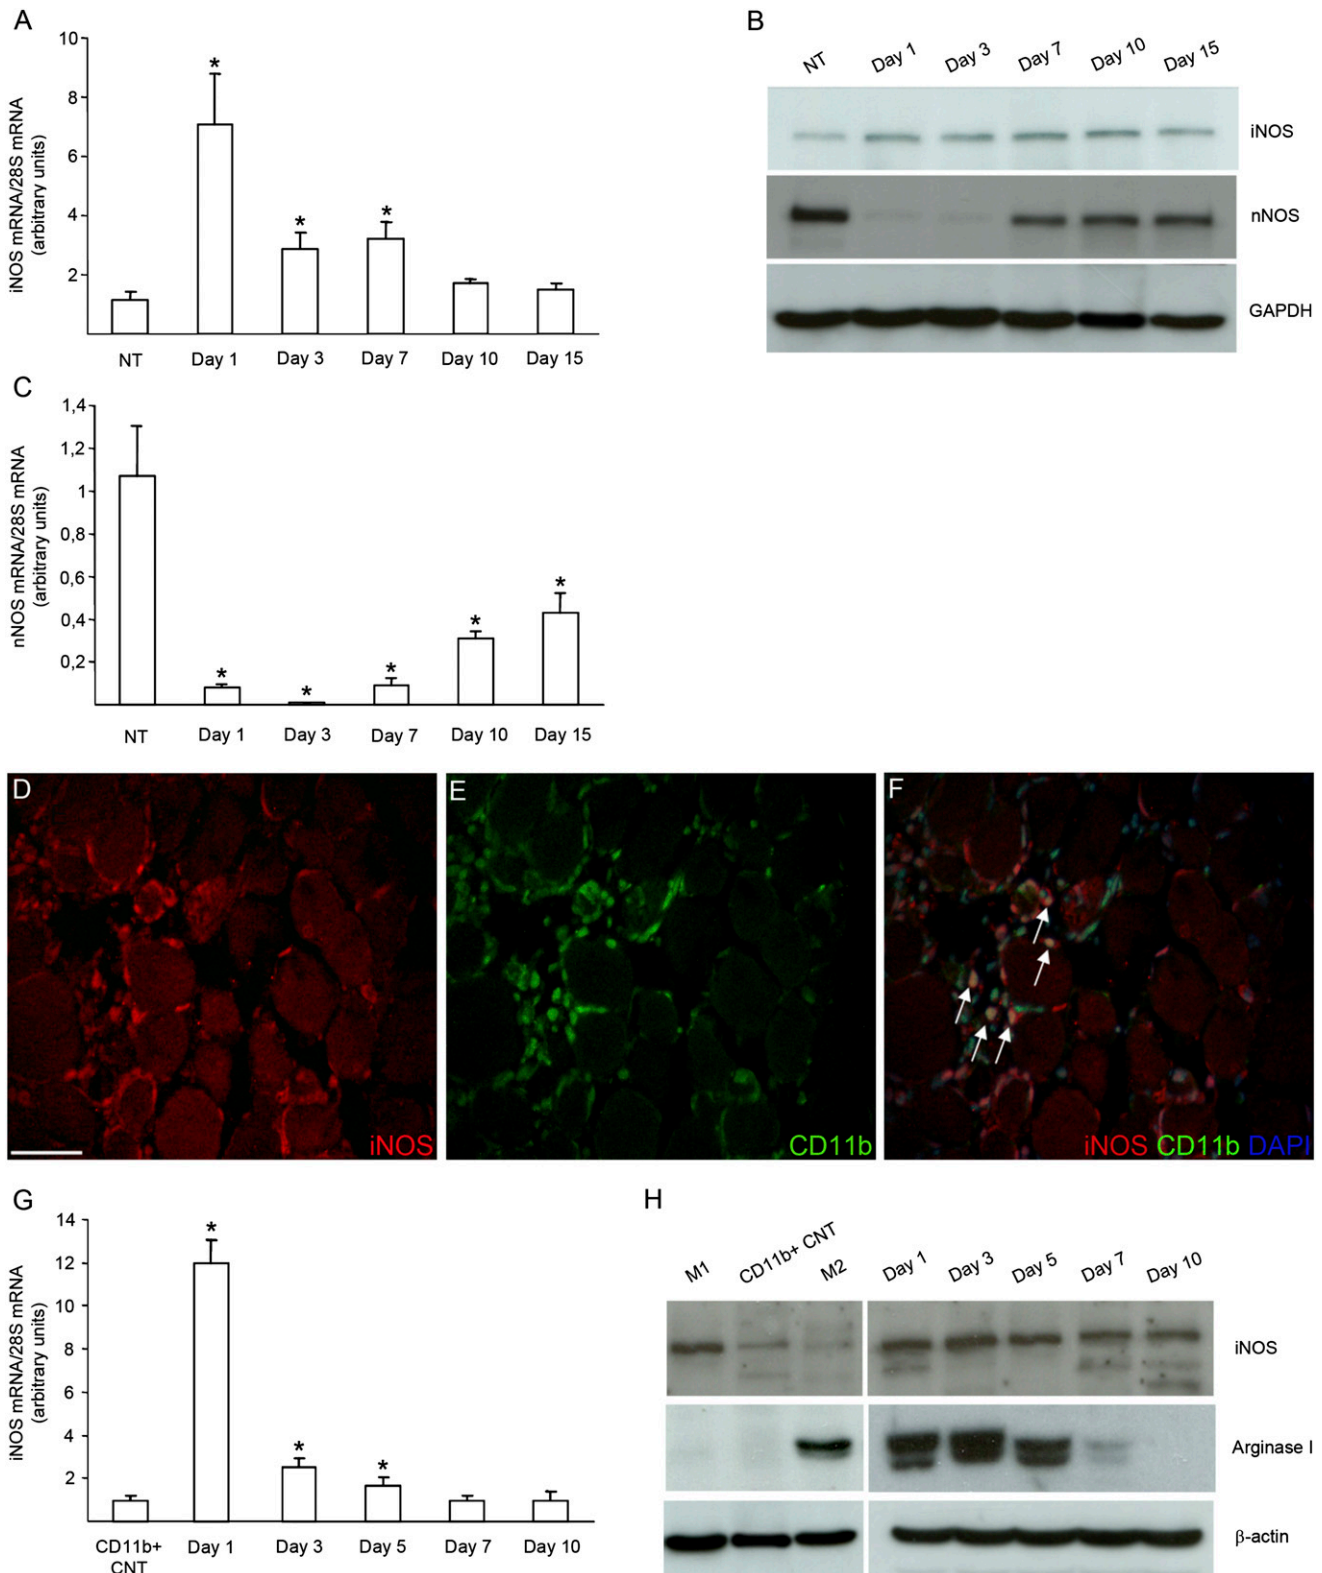 A
iNOS mRNA/28S mRNA
(arbitrary units)
10
8
6
4
2
* * *
NT Day 1 Day 3 Day 7 Day 10 Day 15
B
NT Day 1 Day 3 Day 7 Day 10 Day 15
iNOS
nNOS
GAPDH
C
nNOS mRNA/28S mRNA
(arbitrary units)
1,4
1,2
1
0,8
0,6
0,4
0,2
* * * * *
NT Day 1 Day 3 Day 7 Day 10 Day 15
D
iNOS
E
CD11b
F
iNOS CD11b DAPI
G
iNOS mRNA/28S mRNA
(arbitrary units)
14
12
10
8
6
4
2
* * *
CD11b+ Day 1 Day 3 Day 5 Day 7 Day 10
CNT
H
M1 CD11b+ CNT M2 Day 1 Day 3 Day 5 Day 7 Day 10
iNOS
Arginase I
β-actin